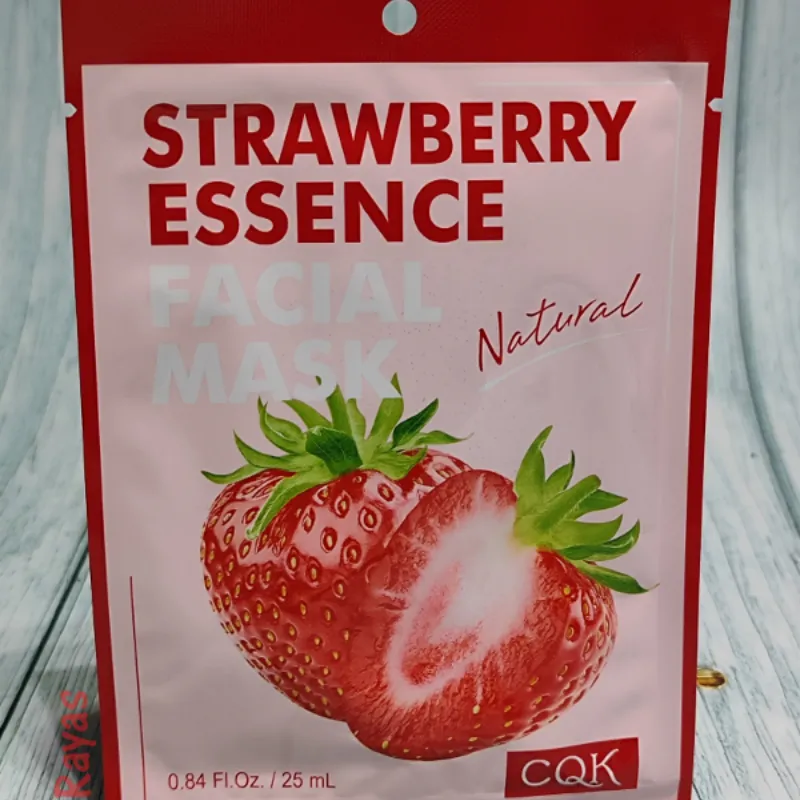 STRAWBERRY
ESSENCE
FACIAL
MASK
Natural
0.84 Fl.Oz. / 25 mL
CQK
Rayas